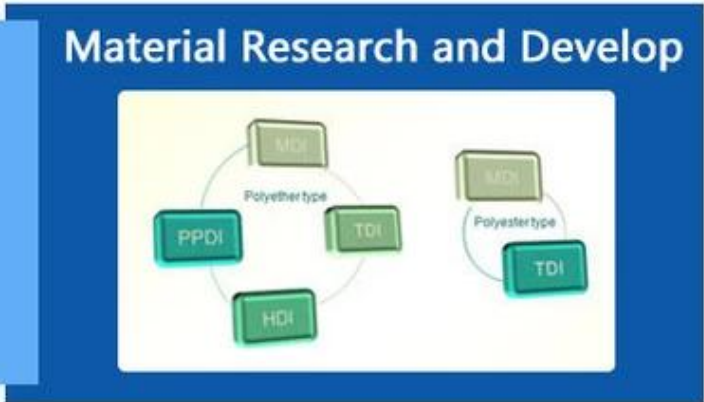 Material Research and Develop
MDI
Polyether type
PPDI
TDI
HDI
MDI
Polyester type
TDI